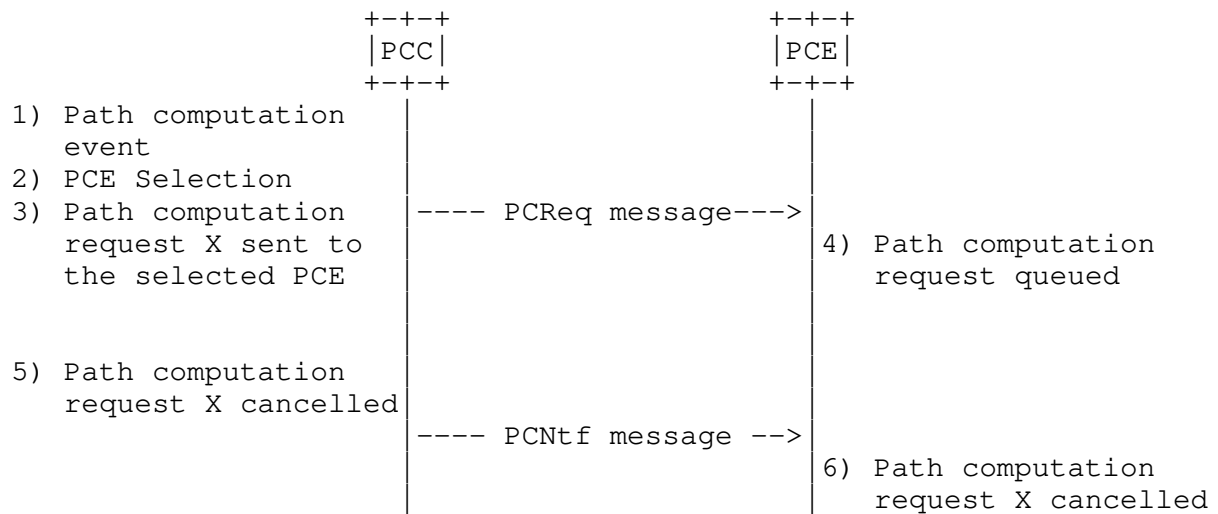 +-+-+                    +-+-+
|PCC|                    |PCE|
+-+-+                    +-+-+
1) Path computation  |                        |
   event             |                        |
2) PCE Selection     |                        |
3) Path computation  |---- PCReq message--->|
   request X sent to |                        |4) Path computation
   the selected PCE  |                        |   request queued
|                        |
|                        |
5) Path computation  |                        |
   request X cancelled|                        |
|---- PCNtf message -->|
|                        |6) Path computation
|                        |   request X cancelled